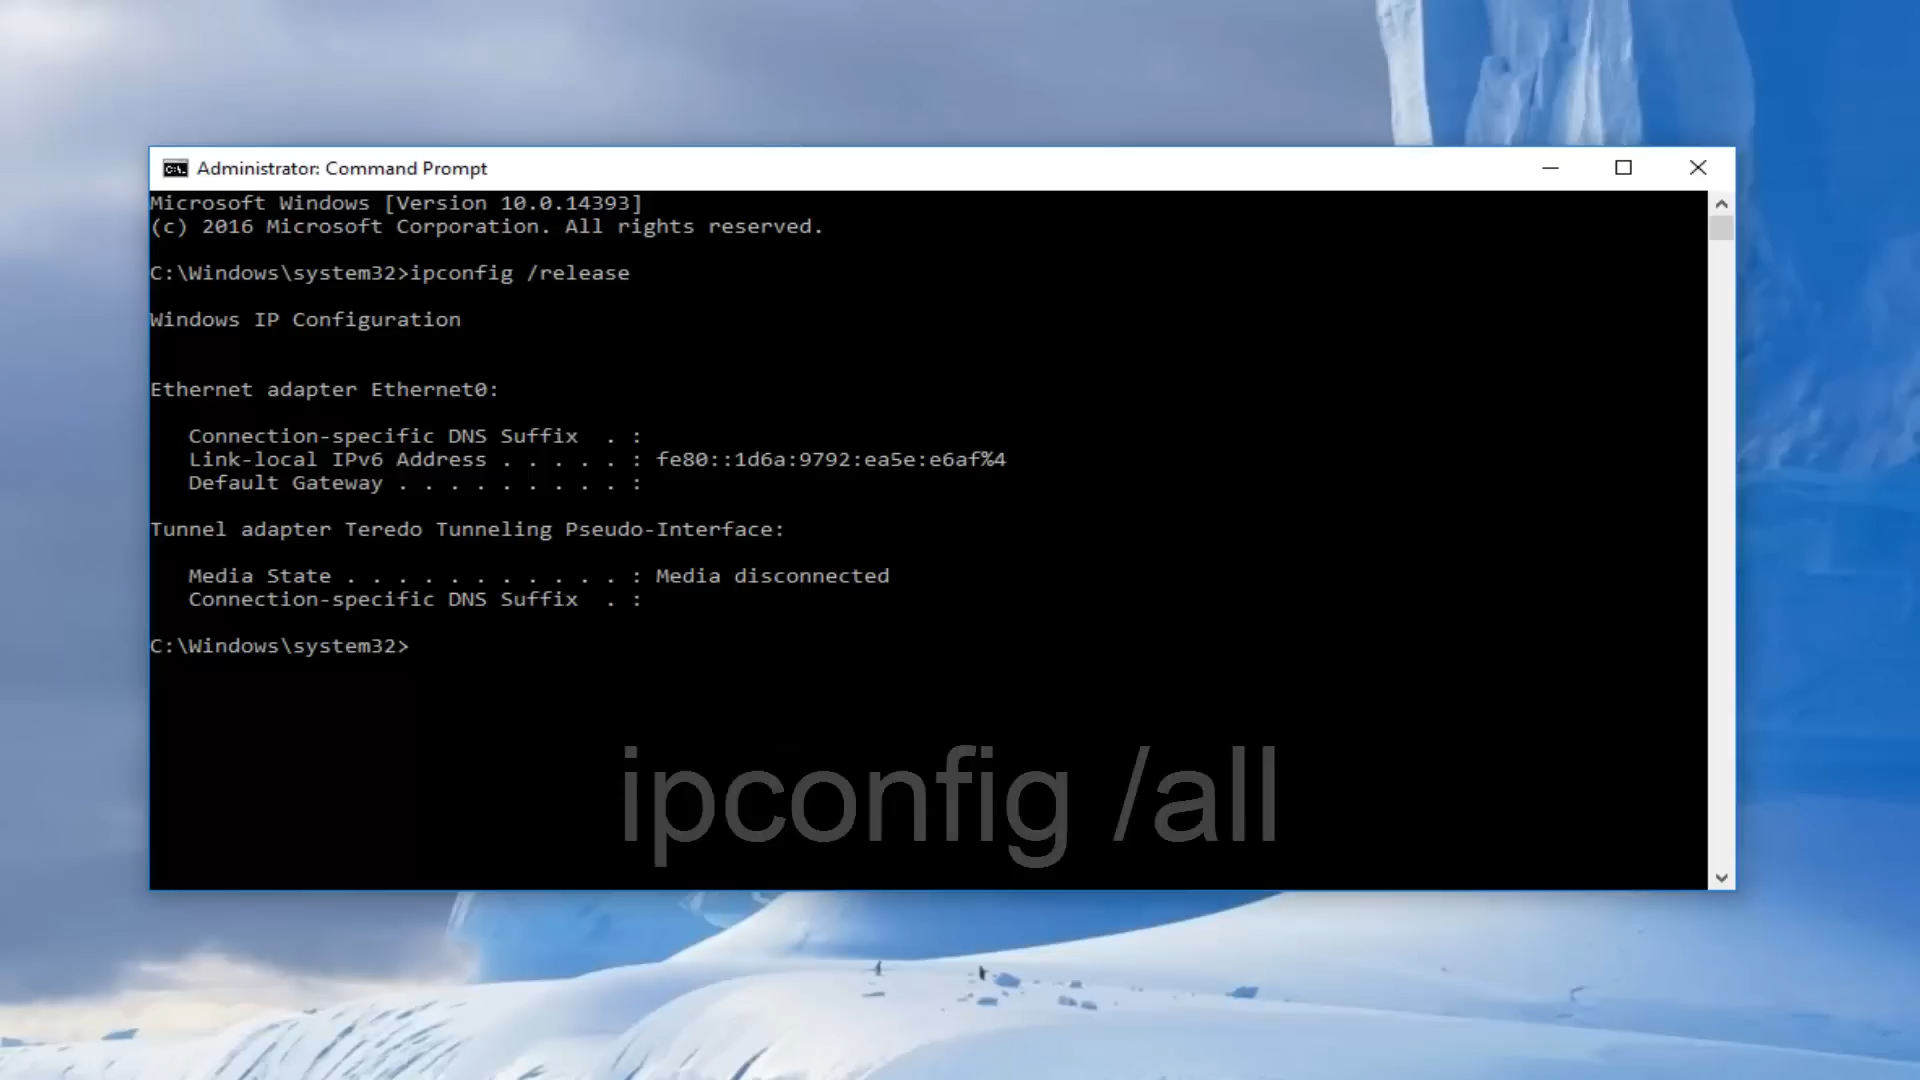 Administrator: Command Prompt
Microsoft Windows [Version 10.0.14393]
(c) 2016 Microsoft Corporation. All rights reserved.
C:\Windows\system32>ipconfig /release
Windows IP Configuration
Ethernet adapter Ethernet0:
Connection-specific DNS Suffix  . :
Link-local IPv6 Address . . . . . : fe80::1d6a:9792:ea5e:e6af%4
Default Gateway . . . . . . . . . :
Tunnel adapter Teredo Tunneling Pseudo-Interface:
Media State . . . . . . . . . . . : Media disconnected
Connection-specific DNS Suffix  . :
C:\Windows\system32>
ipconfig /all